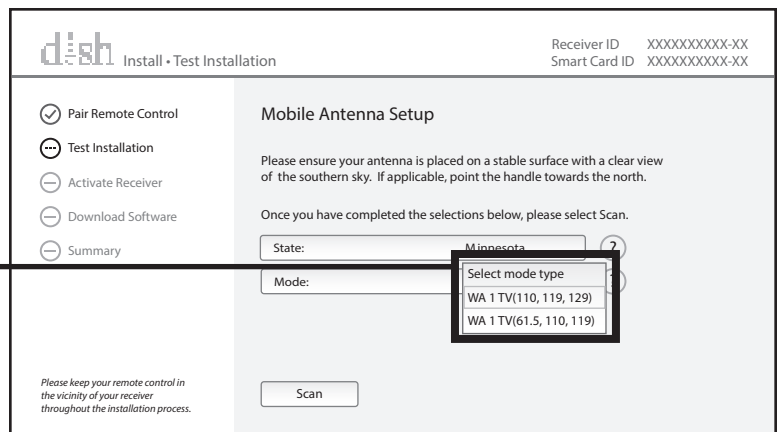 dish Install • Test Installation
Receiver ID XXXXXXXXXX-XX
Smart Card ID XXXXXXXXXX-XX
Pair Remote Control
Test Installation
Activate Receiver
Download Software
Summary
Please keep your remote control in
the vicinity of your receiver
throughout the installation process.
Mobile Antenna Setup
Please ensure your antenna is placed on a stable surface with a clear view
of the southern sky. If applicable, point the handle towards the north.
Once you have completed the selections below, please select Scan.
State: Minnesota ?
Mode:
Select mode type
WA 1 TV(110, 119, 129)
WA 1 TV(61.5, 110, 119)
Scan